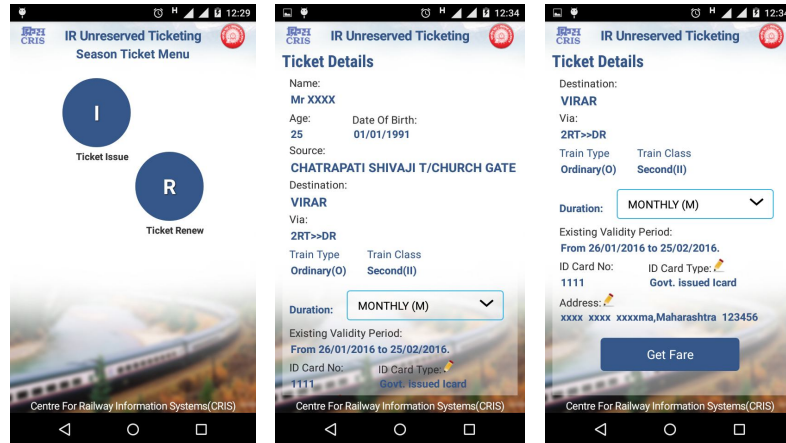 12:29
क्रिस
CRIS
IR Unreserved Ticketing
Season Ticket Menu
I
Ticket Issue
R
Ticket Renew
Centre For Railway Information Systems(CRIS)
H
12:34
क्रिस
CRIS
IR Unreserved Ticketing
Ticket Details
Name:
Mr XXXX
Age: Date Of Birth:
25 01/01/1991
Source:
CHATRAPATI SHIVAJI T/CHURCH GATE
Destination:
VIRAR
Via:
2RT>>DR
Train Type Train Class
Ordinary(O) Second(II)
Duration: MONTHLY (M)
Existing Validity Period:
From 26/01/2016 to 25/02/2016.
ID Card No: ID Card Type:
1111 Govt. issued Icard
Centre For Railway Information Systems(CRIS)
H
12:34
क्रिस
CRIS
IR Unreserved Ticketing
Ticket Details
Destination:
VIRAR
Via:
2RT>>DR
Train Type Train Class
Ordinary(O) Second(II)
Duration: MONTHLY (M)
Existing Validity Period:
From 26/01/2016 to 25/02/2016.
ID Card No: ID Card Type:
1111 Govt. issued Icard
Address:
xxxx xxxx xxxxma,Maharashtra 123456
Get Fare
Centre For Railway Information Systems(CRIS)